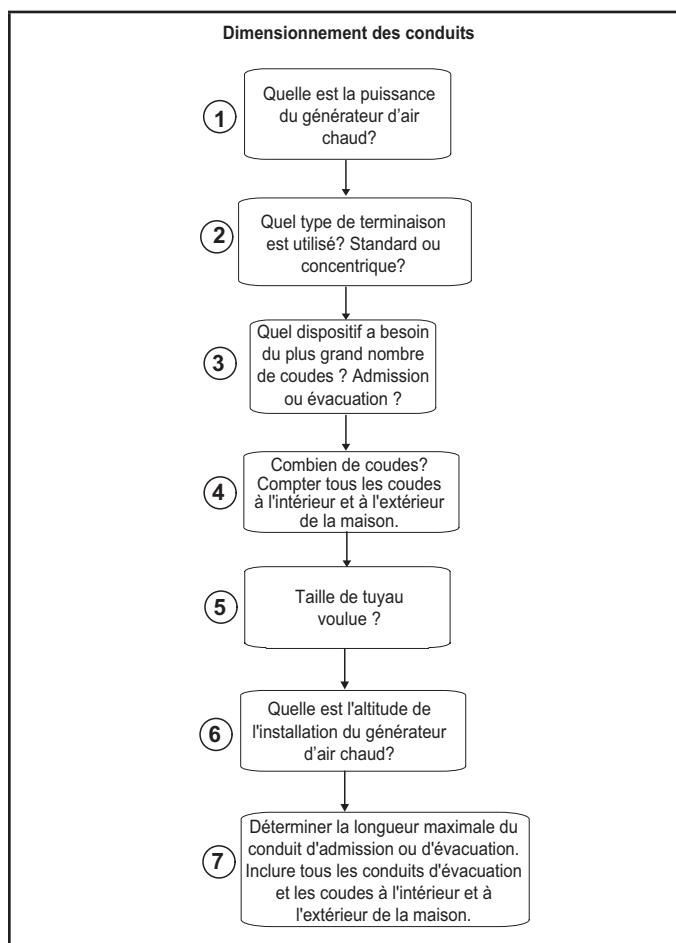 Dimensionnement des conduits
1
Quelle est la puissance
du générateur d'air
chaud?
2
Quel type de terminaison
est utilisé? Standard ou
concentrique?
3
Quel dispositif a besoin
du plus grand nombre
de coudes ? Admission
ou évacuation ?
4
Combien de coudes?
Compter tous les coudes
à l'intérieur et à l'extérieur
de la maison.
5
Taille de tuyau
voulue ?
6
Quelle est l'altitude de
l'installation du générateur
d'air chaud?
7
Déterminer la longueur maximale du
conduit d'admission ou d'évacuation.
Inclure tous les conduits d'évacuation
et les coudes à l'intérieur et à
l'extérieur de la maison.